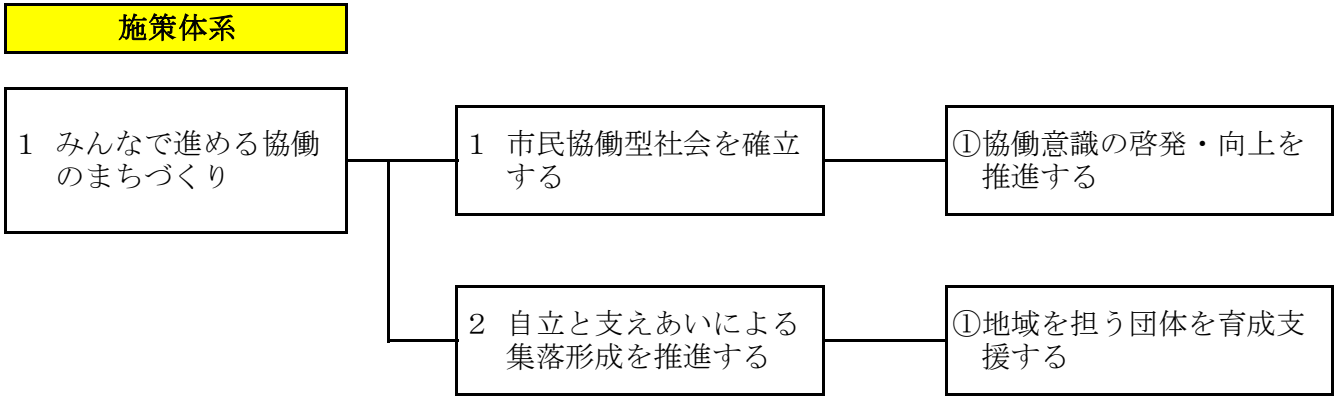 施策体系
１　みんなで進める協働
のまちづくり
１　市民協働型社会を確立
する
①協働意識の啓発・向上を
推進する
２　自立と支えあいによる
集落形成を推進する
①地域を担う団体を育成支
援する